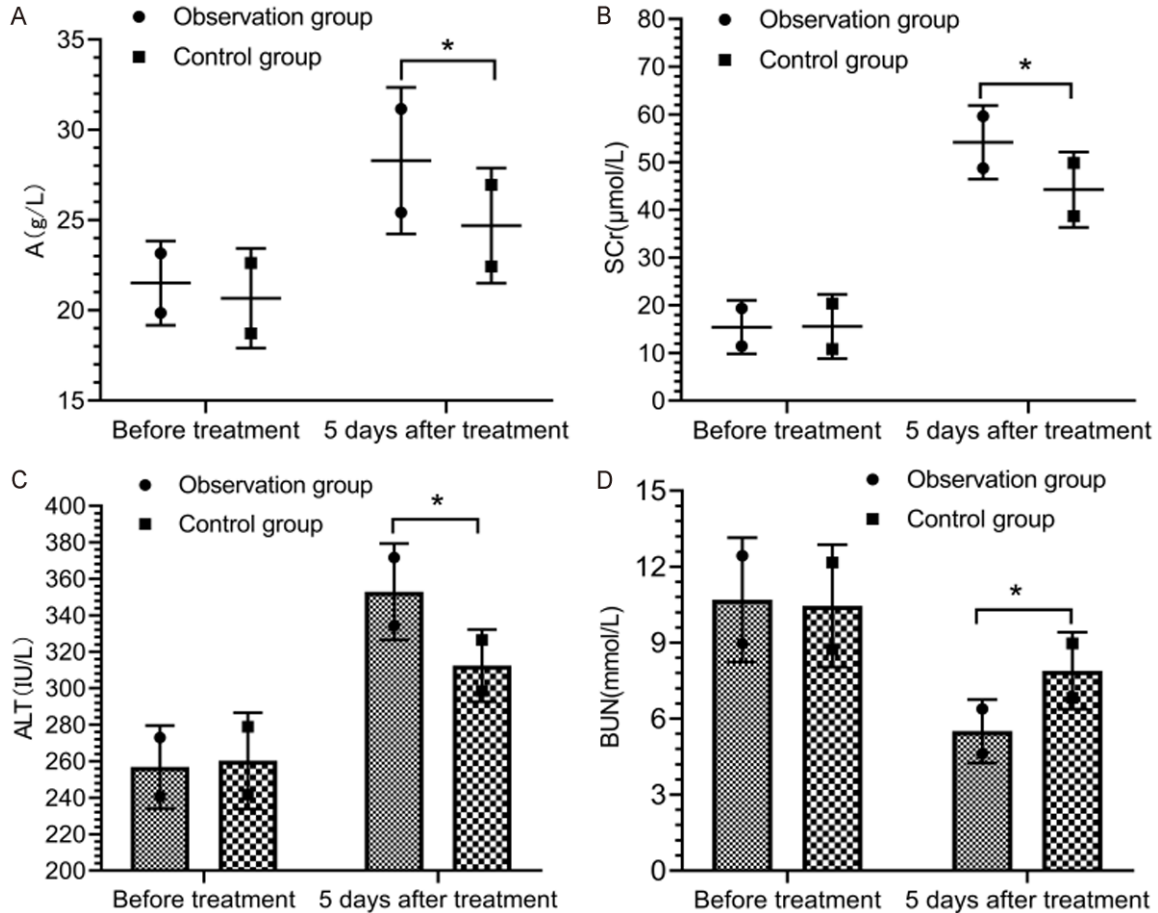 A
Observation group
Control group
*
A(g/L)
35
30
25
20
15
Before treatment
5 days after treatment
B
Observation group
Control group
*
SCr(μmol/L)
80
70
60
50
40
30
20
10
0
Before treatment
5 days after treatment
C
Observation group
Control group
*
ALT(IU/L)
400
380
360
340
320
300
280
260
240
220
200
Before treatment
5 days after treatment
D
Observation group
Control group
*
BUN(mmol/L)
15
12
9
6
3
0
Before treatment
5 days after treatment